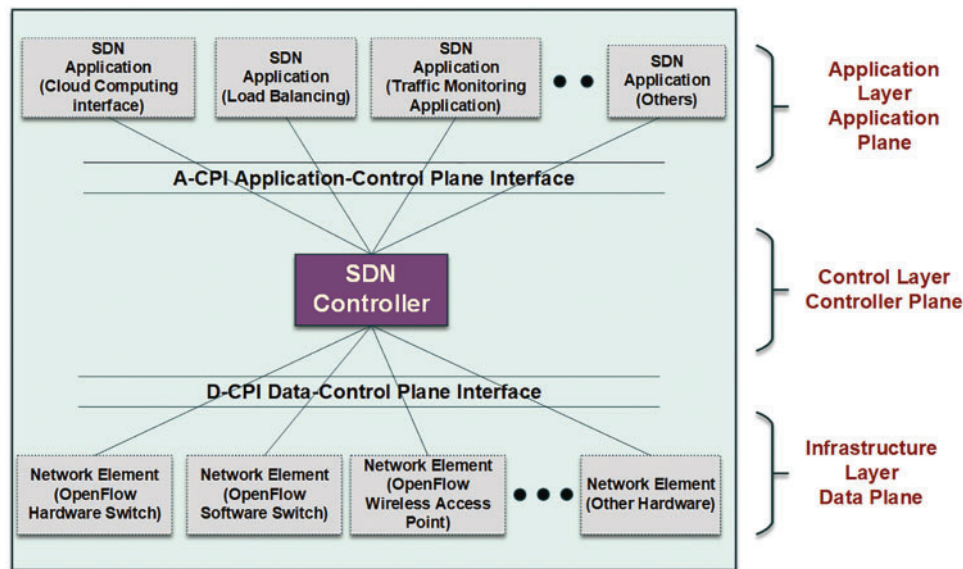 SDN
Application
(Cloud Computing
interface)
SDN
Application
(Load Balancing)
SDN
Application
(Traffic Monitoring
Application)
SDN
Application
(Others)
Application
Layer
Application
Plane
A-CPI Application-Control Plane Interface
SDN
Controller
Control Layer
Controller Plane
D-CPI Data-Control Plane Interface
Network Element
(OpenFlow
Hardware Switch)
Network Element
(OpenFlow
Software Switch)
Network Element
(OpenFlow
Wireless Access
Point)
Network Element
(Other Hardware)
Infrastructure
Layer
Data Plane